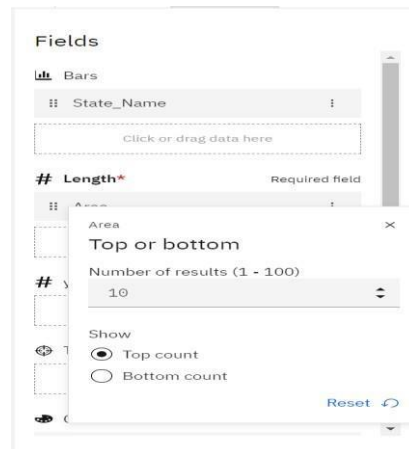 Fields
Bars
State_Name
Click or drag data here
# Length* Required field
Area
Top or bottom
Number of results (1 - 100)
10
Show
Top count
Bottom count
Reset